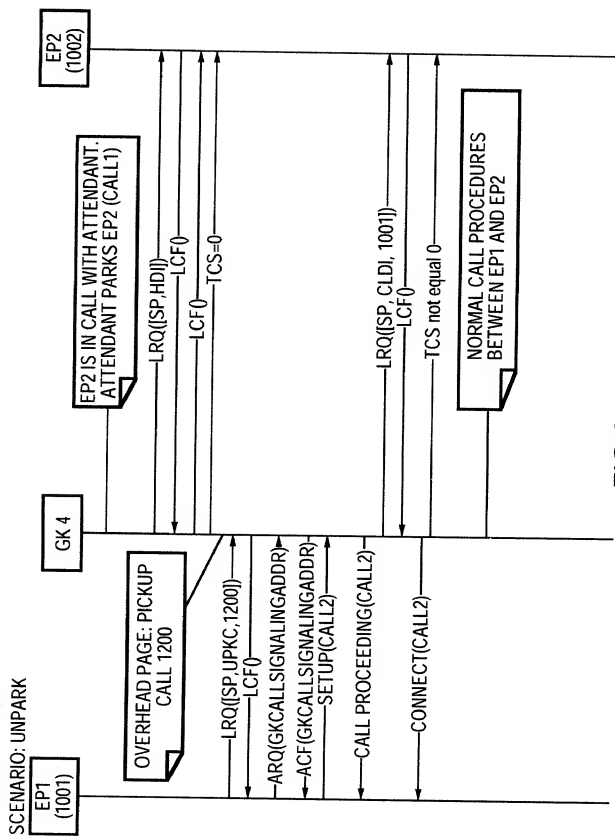 SCENARIO: UNPARK
EP1
(1001)
GK 4
EP2
(1002)
EP2 IS IN CALL WITH ATTENDANT.
ATTENDANT PARKS EP2 (CALL1)
LRQ([SP,HDI])
LCF()
LCF()
TCS=0
OVERHEAD PAGE: PICKUP
CALL 1200
LRQ([SP,UPKC,1200])
LCF()
ARQ(GKCALLSIGNALINGADDR)
ACF(GKCALLSIGNALINGADDR)
SETUP(CALL2)
CALL PROCEEDING(CALL2)
LRQ([SP, CLDI, 1001])
LCF()
CONNECT(CALL2)
TCS not equal 0
NORMAL CALL PROCEDURES
BETWEEN EP1 AND EP2